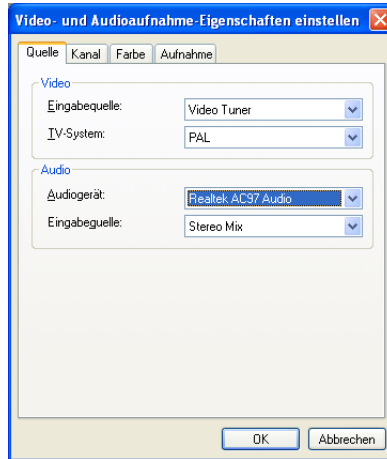 Video- und Audioaufnahme-Eigenschaften einstellen
Quelle Kanal Farbe Aufnahme
Video
Eingabequelle: Video Tuner
TV-System: PAL
Audio
Audiogerät: Realtek AC97 Audio
Eingabequelle: Stereo Mix
OK Abbrechen